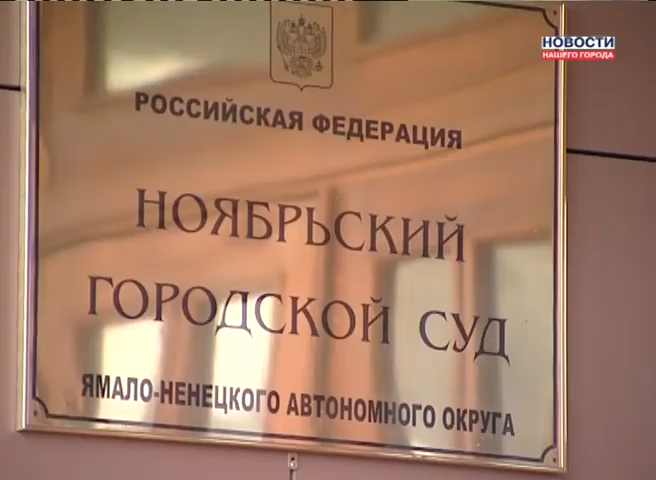 НОВОСТИ
НАШЕГО ГОРОДА
РОССИЙСКАЯ ФЕДЕРАЦИЯ
НОЯБРЬСКИЙ
ГОРОДСКОЙ СУД
ЯМАЛО-НЕНЕЦКОГО АВТОНОМНОГО ОКРУГА